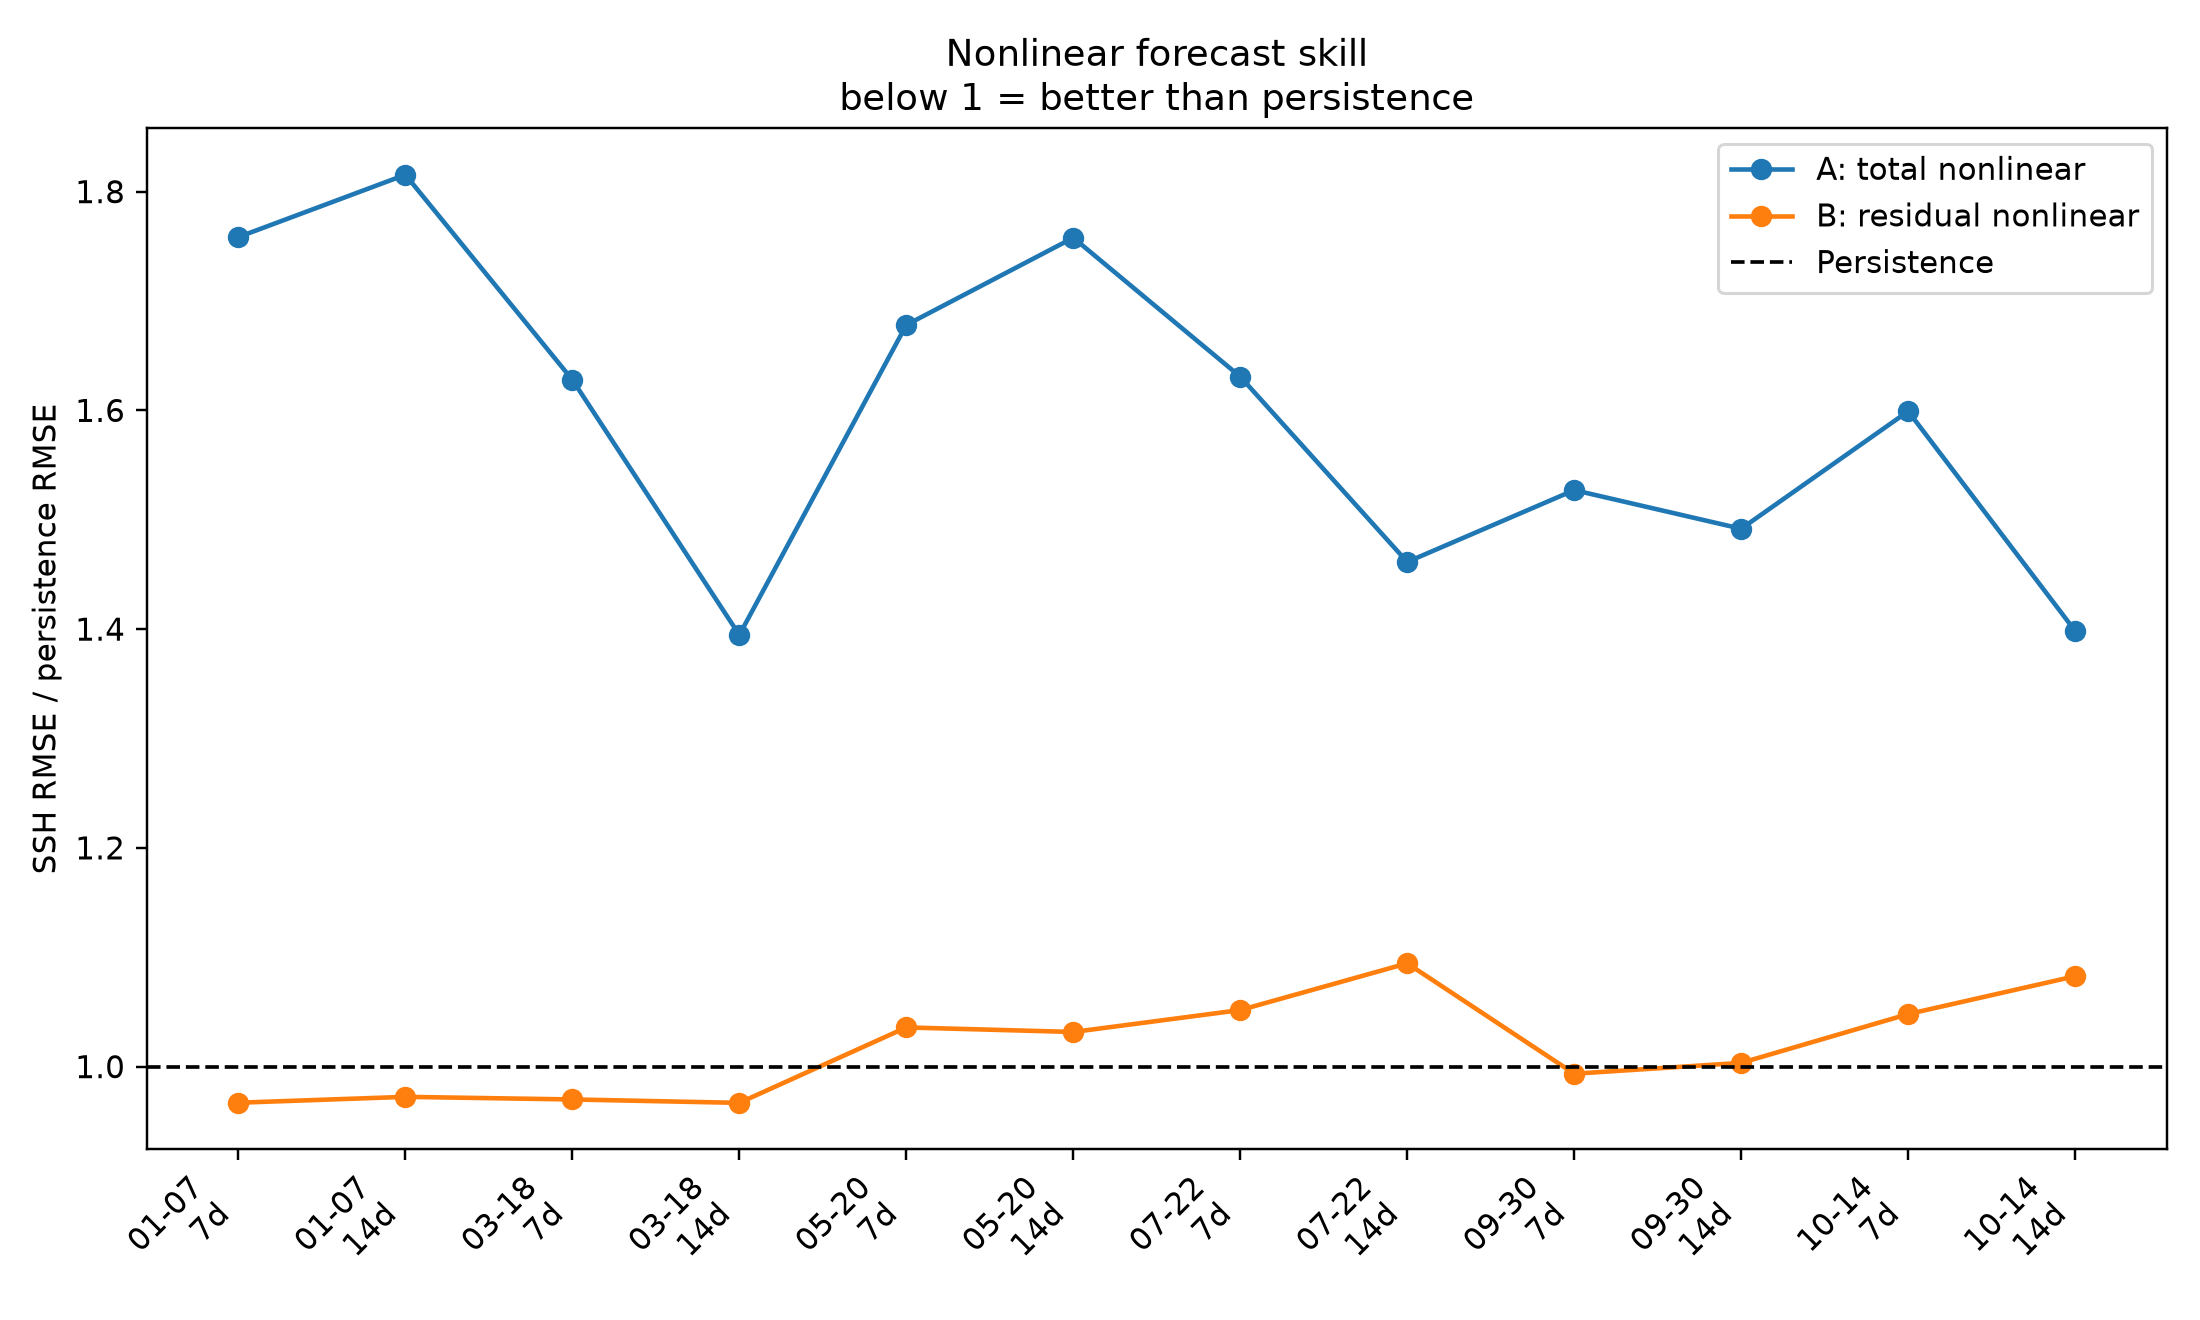 Nonlinear forecast skill
below 1 = better than persistence
A: total nonlinear
B: residual nonlinear
Persistence
SSH RMSE / persistence RMSE
1.8
1.6
1.4
1.2
1.0
01-07
7d
01-07
14d
03-18
7d
03-18
14d
05-20
7d
05-20
14d
07-22
7d
07-22
14d
09-30
7d
09-30
14d
10-14
7d
10-14
14d